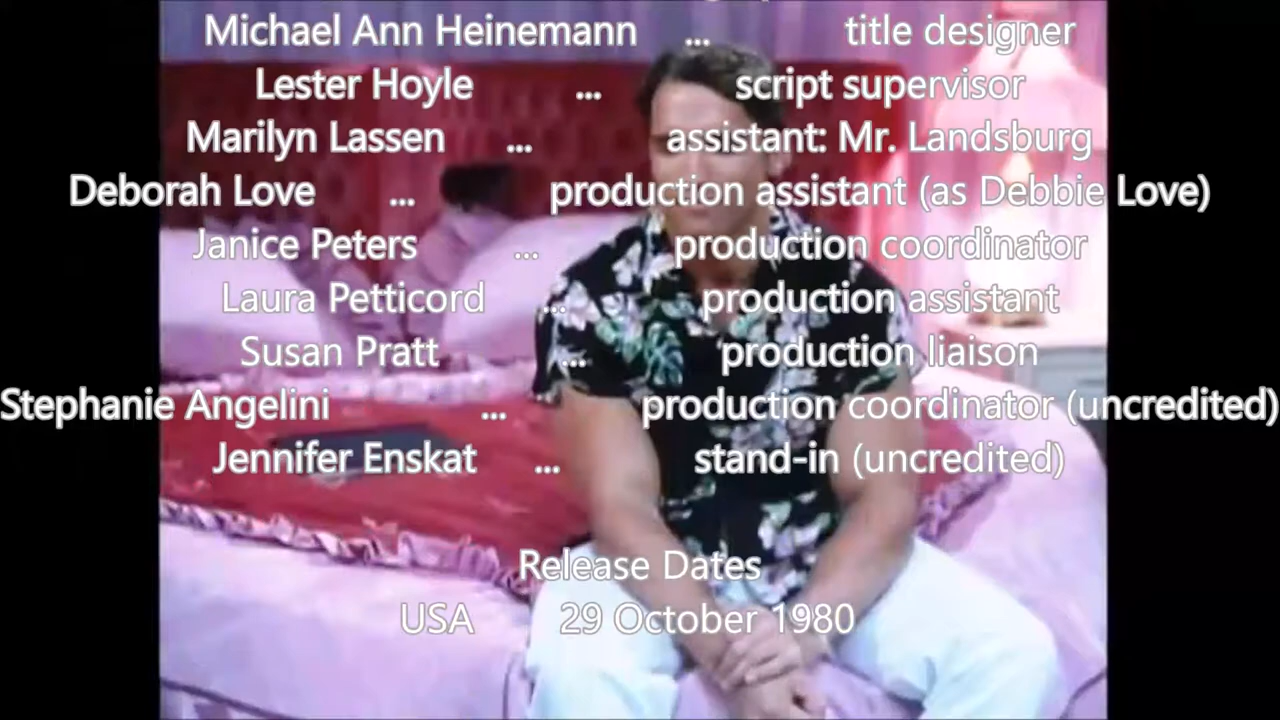 Michael Ann Heinemann ... title designer
Lester Hoyle ... script supervisor
Marilyn Lassen ... assistant: Mr. Landsburg
Deborah Love ... production assistant (as Debbie Love)
Janice Peters ... production coordinator
Laura Petticord ... production assistant
Susan Pratt ... production liaison
Stephanie Angelini ... production coordinator (uncredited)
Jennifer Enskat ... stand-in (uncredited)
Release Dates
USA 29 October 1980